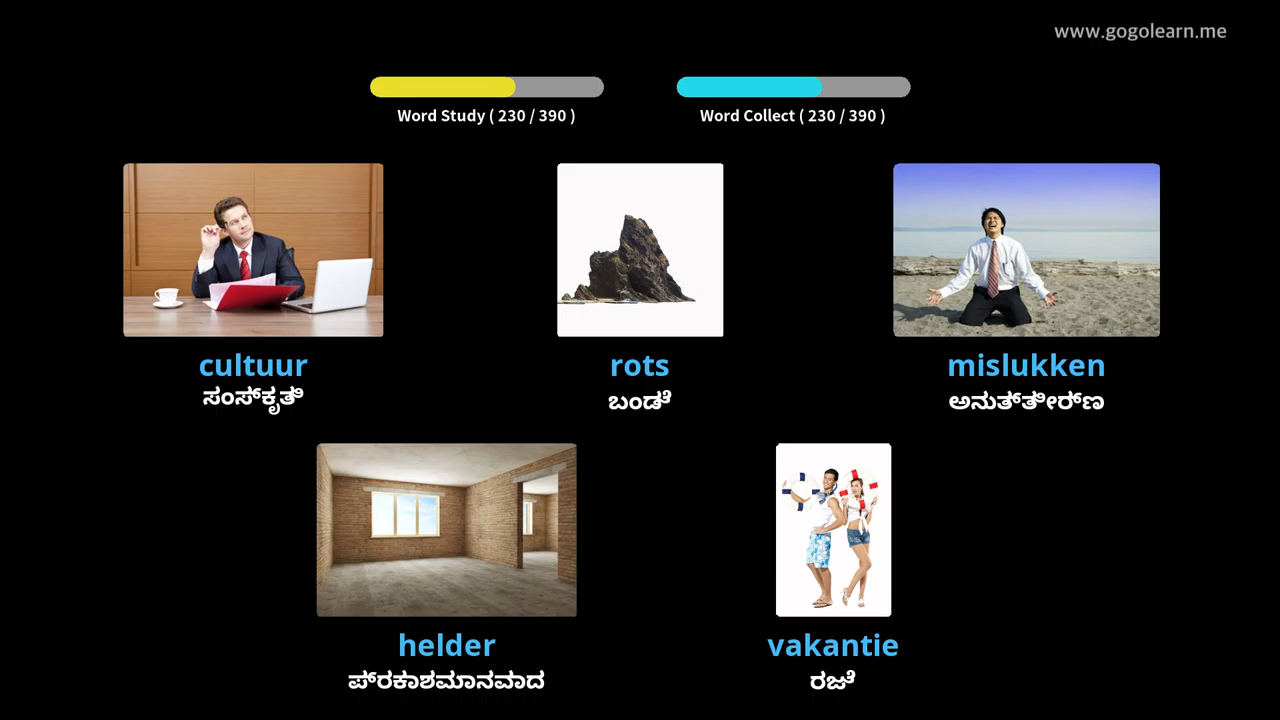 www.gogolearn.me
Word Study ( 230 / 390 )
Word Collect ( 230 / 390 )
cultuur
ಸಂಸ್ಕೃತಿ
rots
ಬಂಡೆ
mislukken
ಅನುತ್ತೀರ್ಣ
helder
ಪ್ರಕಾಶಮಾನವಾದ
vakantie
ರಜೆ